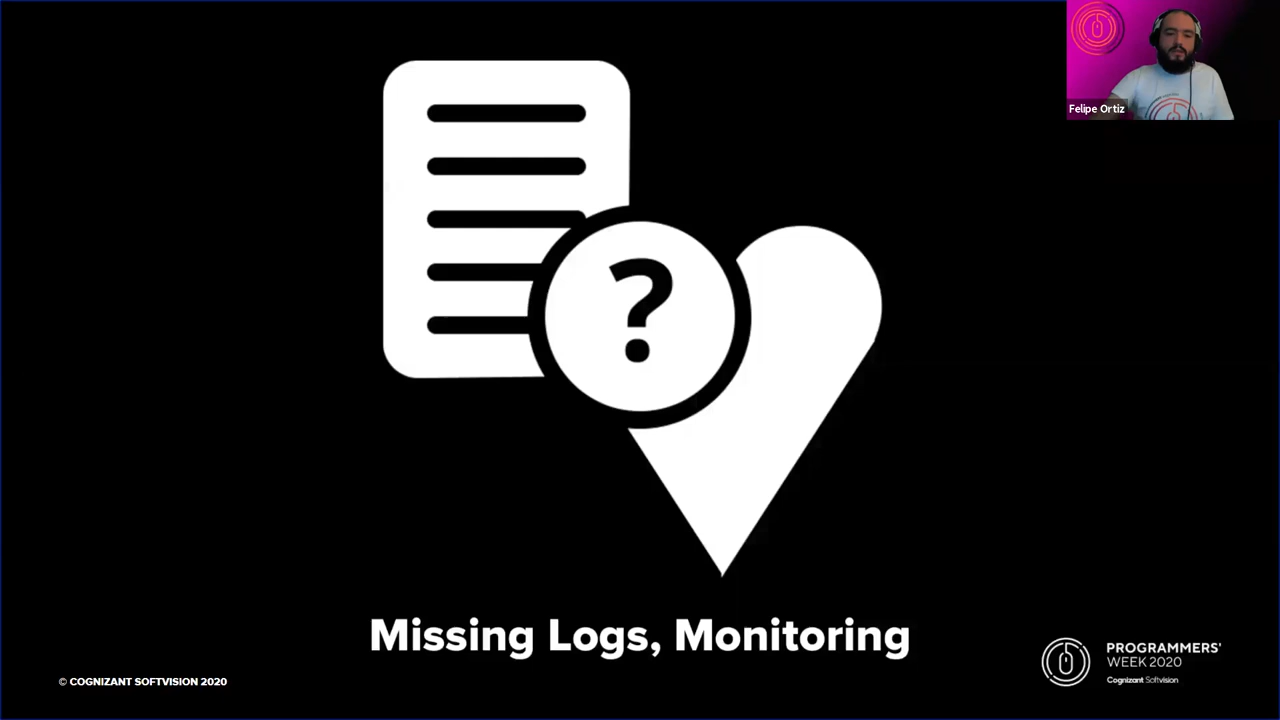 Felipe Ortiz
?
Missing Logs, Monitoring
© COGNIZANT SOFTVISION 2020
PROGRAMMERS'
WEEK 2020
Cognizant Softvision